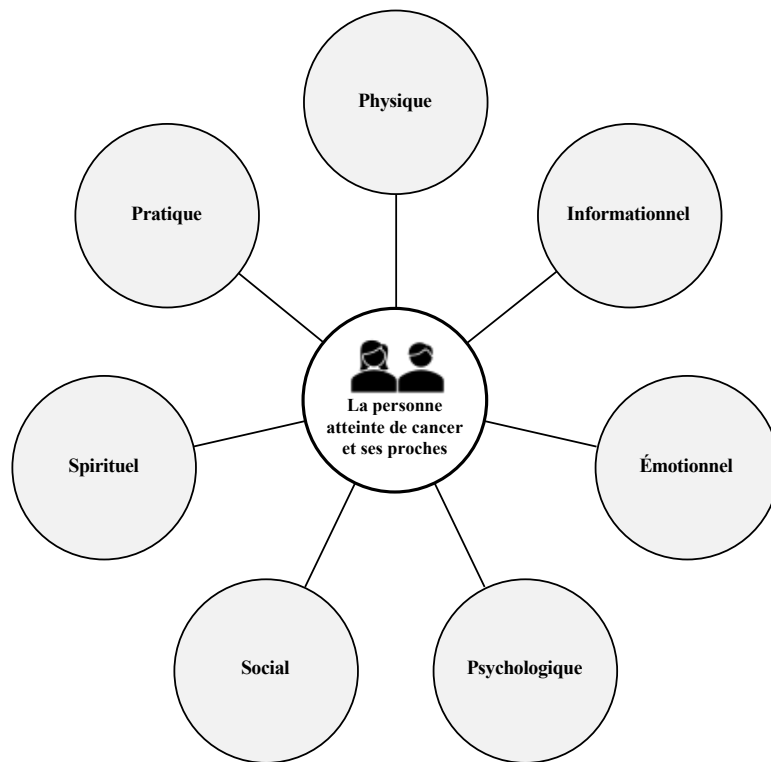 Physique
Pratique
Informationnel
La personne
atteinte de cancer
et ses proches
Spirituel
Émotionnel
Social
Psychologique